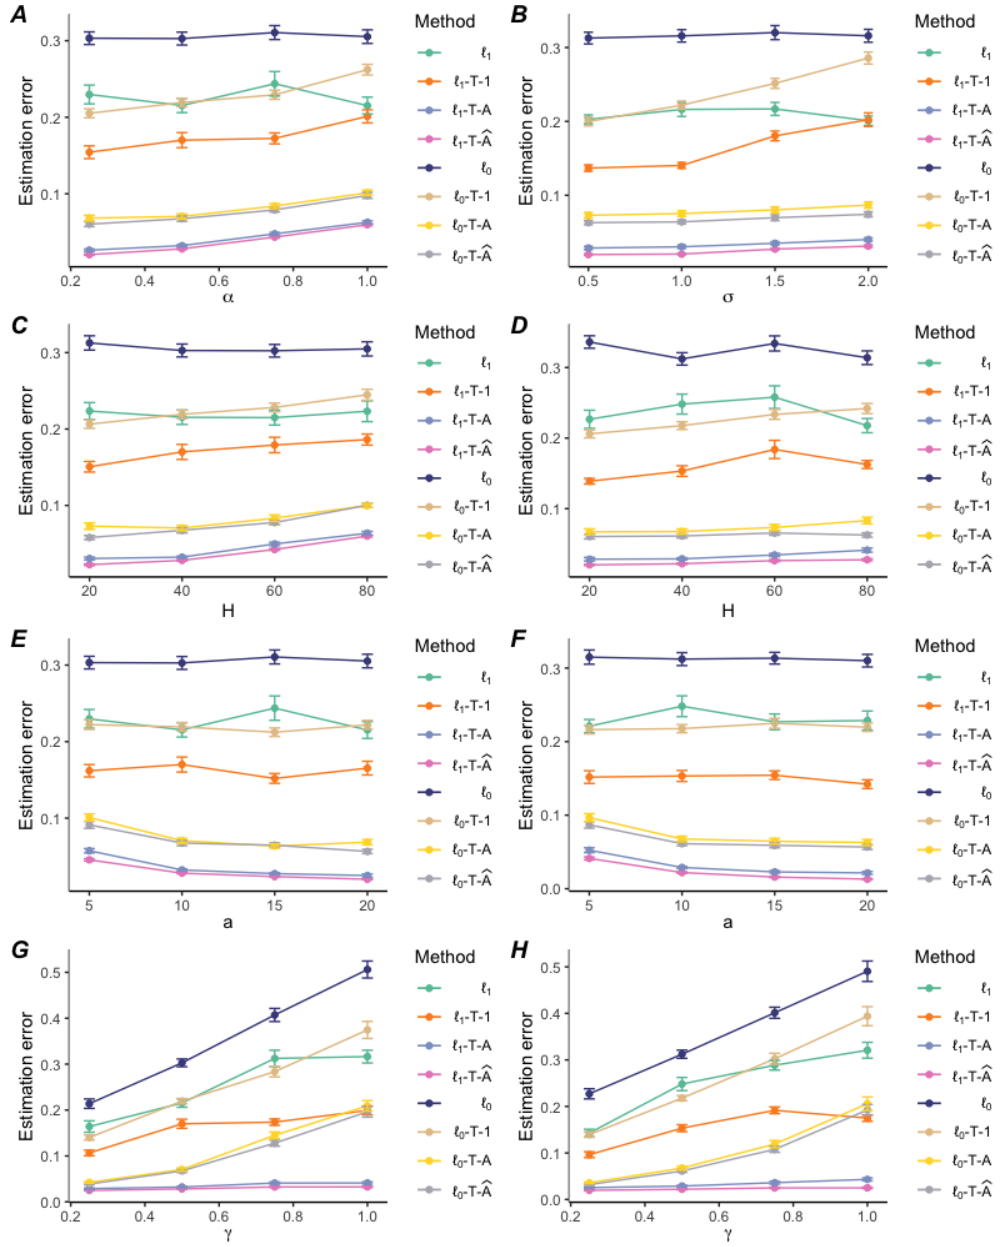 A
Estimation error
0.3
0.2
0.1
0.2 0.4 0.6 0.8 1.0
α
Method
ℓ₁
ℓ₁-T-1
ℓ₁-T-A
ℓ₁-T-Â
ℓ₀
ℓ₀-T-1
ℓ₀-T-A
ℓ₀-T-Â
B
Estimation error
0.3
0.2
0.1
0.5 1.0 1.5 2.0
σ
Method
ℓ₁
ℓ₁-T-1
ℓ₁-T-A
ℓ₁-T-Â
ℓ₀
ℓ₀-T-1
ℓ₀-T-A
ℓ₀-T-Â
C
Estimation error
0.3
0.2
0.1
20 40 60 80
H
Method
ℓ₁
ℓ₁-T-1
ℓ₁-T-A
ℓ₁-T-Â
ℓ₀
ℓ₀-T-1
ℓ₀-T-A
ℓ₀-T-Â
D
Estimation error
0.3
0.2
0.1
20 40 60 80
H
Method
ℓ₁
ℓ₁-T-1
ℓ₁-T-A
ℓ₁-T-Â
ℓ₀
ℓ₀-T-1
ℓ₀-T-A
ℓ₀-T-Â
E
Estimation error
0.3
0.2
0.1
5 10 15 20
a
Method
ℓ₁
ℓ₁-T-1
ℓ₁-T-A
ℓ₁-T-Â
ℓ₀
ℓ₀-T-1
ℓ₀-T-A
ℓ₀-T-Â
F
Estimation error
0.3
0.2
0.1
0.0
5 10 15 20
a
Method
ℓ₁
ℓ₁-T-1
ℓ₁-T-A
ℓ₁-T-Â
ℓ₀
ℓ₀-T-1
ℓ₀-T-A
ℓ₀-T-Â
G
Estimation error
0.5
0.4
0.3
0.2
0.1
0.0
0.2 0.4 0.6 0.8 1.0
γ
Method
ℓ₁
ℓ₁-T-1
ℓ₁-T-A
ℓ₁-T-Â
ℓ₀
ℓ₀-T-1
ℓ₀-T-A
ℓ₀-T-Â
H
Estimation error
0.5
0.4
0.3
0.2
0.1
0.0
0.2 0.4 0.6 0.8 1.0
γ
Method
ℓ₁
ℓ₁-T-1
ℓ₁-T-A
ℓ₁-T-Â
ℓ₀
ℓ₀-T-1
ℓ₀-T-A
ℓ₀-T-Â